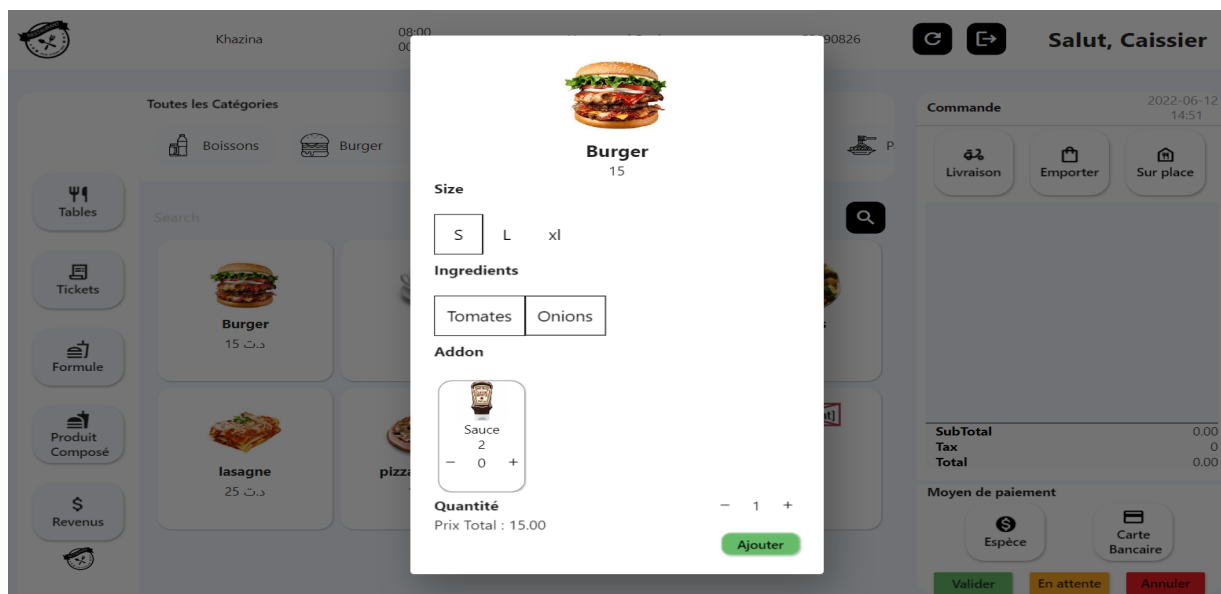 Khazina
08:00
Salut, Caissier
Toutes les Catégories
Boissons
Burger
P
Tables
Tickets
Formule
Produit
Composé
$
Revenus
Search
Burger
15 د.ت
lasagne
25 د.ت
pizza
Burger
15
Size
S L xl
Ingredients
Tomates Onions
Addon
Sauce
2
− 0 +
Quantité
− 1 +
Prix Total : 15.00
Ajouter
Commande
2022-06-12
14:51
Livraison
Emporter
Sur place
SubTotal 0.00
Tax 0
Total 0.00
Moyen de paiement
Espèce
Carte
Bancaire
Valider
En attente
Annuler